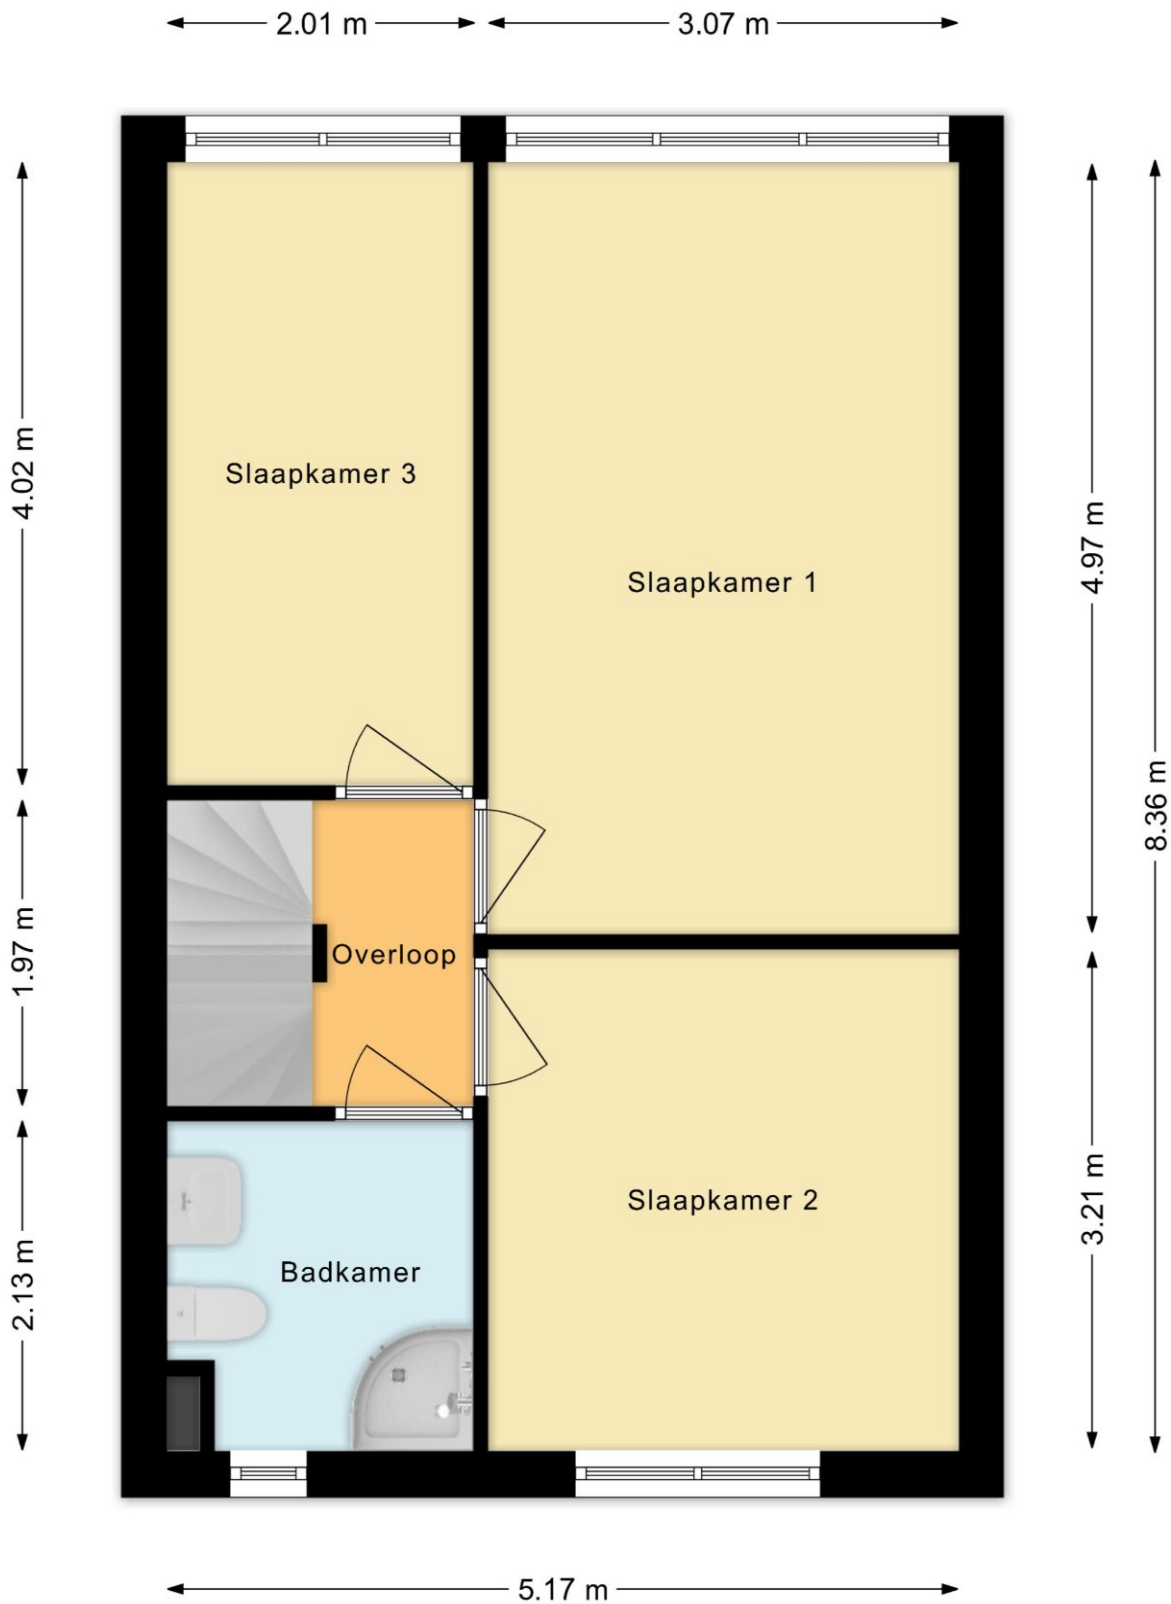 2.01 m
3.07 m
4.02 m
Slaapkamer 3
4.97 m
Slaapkamer 1
8.36 m
1.97 m
Overloop
3.21 m
Slaapkamer 2
2.13 m
Badkamer
5.17 m